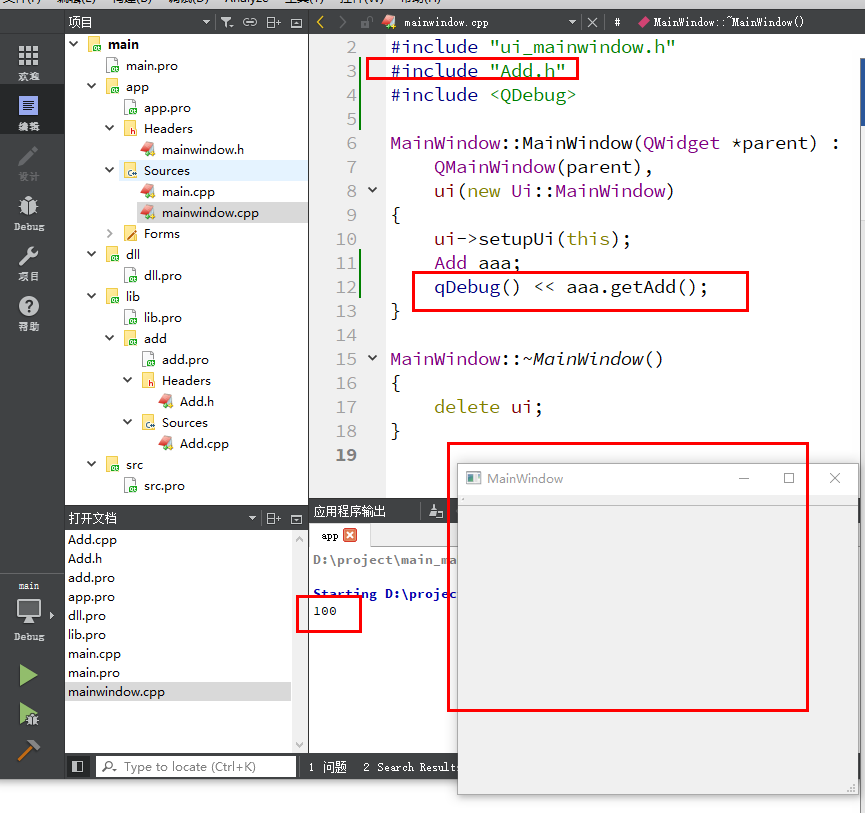 项目
mainwindow.cpp
# MainWindow::~MainWindow()
欢迎
编辑
设计
Debug
项目
帮助
main
main.pro
app
app.pro
Headers
mainwindow.h
Sources
main.cpp
mainwindow.cpp
Forms
dll
dll.pro
lib
lib.pro
add
add.pro
Headers
Add.h
Sources
Add.cpp
src
src.pro
2 #include "ui_mainwindow.h"
3 #include "Add.h"
4 #include <QDebug>
5
6 MainWindow::MainWindow(QWidget *parent) :
7 QMainWindow(parent),
8 ui(new Ui::MainWindow)
9 {
10 ui->setupUi(this);
11 Add aaa;
12 qDebug() << aaa.getAdd();
13 }
14
15 MainWindow::~MainWindow()
16 {
17 delete ui;
18 }
19
打开文档
Add.cpp
Add.h
add.pro
app.pro
dll.pro
lib.pro
main.cpp
main.pro
mainwindow.cpp
main
Debug
应用程序输出
app
D:\project\main_ma
Starting D:\projec
100
MainWindow
Type to locate (Ctrl+K)
1 问题 2 Search Results